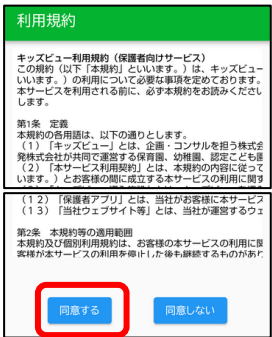 利用規約
キッズビュー利用規約（保護者向けサービス）
この規約（以下「本規約」といいます。）は、キッズビュー
いいます。）の利用について必要な事項を定めております。
本サービスを利用される前に、必ず本規約をお読みくださ
します。
第1条 定義
本規約の各用語は、以下の通りとします。
（1）「キッズビュー」とは、企画・コンサルを担う株式会
発株式会社が共同で運営する保育園、幼稚園、認定こども園
（2）「本サービス利用契約」とは、本規約の内容に従って
います。）とお客様の間に成立する本サービスの利用に関す
（12）「保護者アプリ」とは、当社がお客様に本サービス
（13）「当社ウェブサイト等」とは、当社が運営するウェ
第2条 本規約等の適用範囲
本規約及び個別利用規約は、お客様の本サービスの利用に関
客様が本サービスの利用を停止した後も継続するものがあり
同意する
同意しない